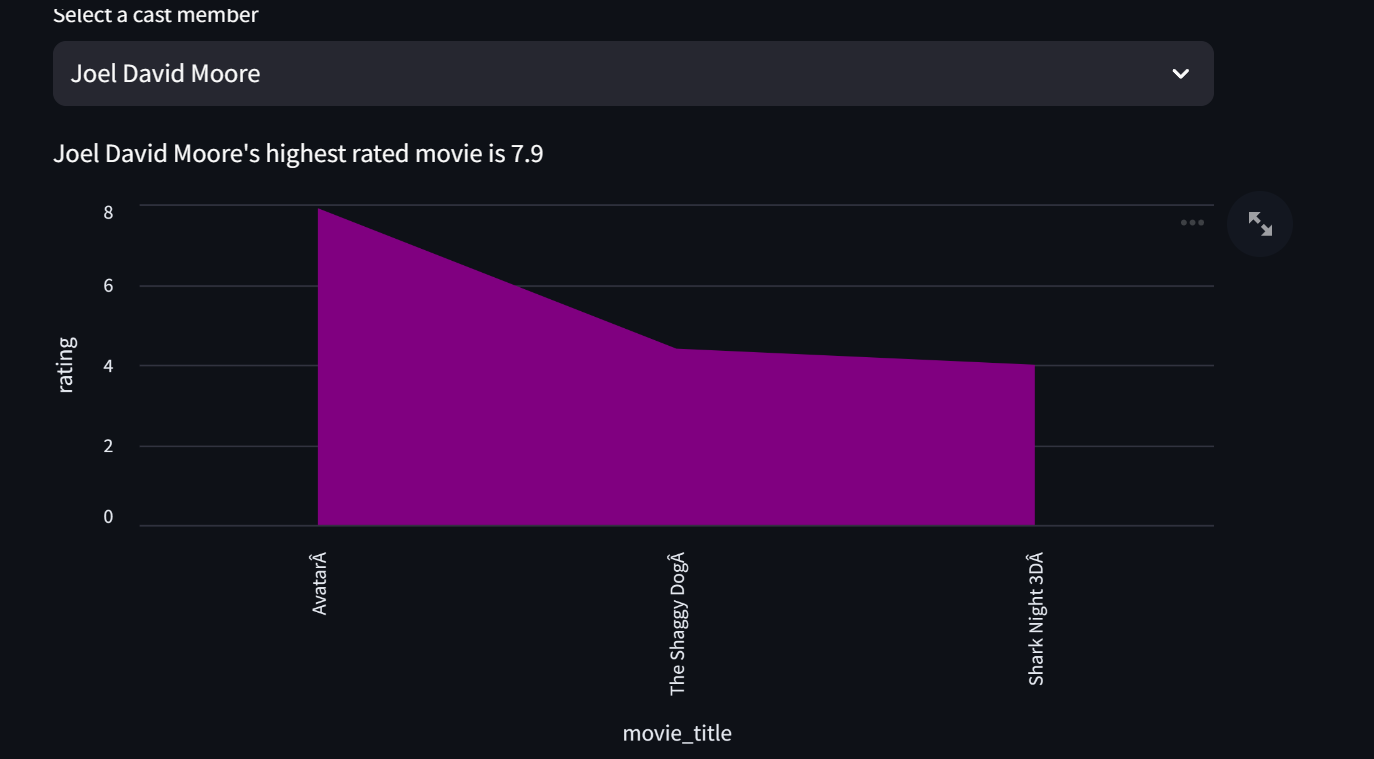 Select a cast member
Joel David Moore
Joel David Moore's highest rated movie is 7.9
8
6
4
2
0
rating
AvatarÂ
The Shaggy DogÂ
Shark Night 3DÂ
movie_title